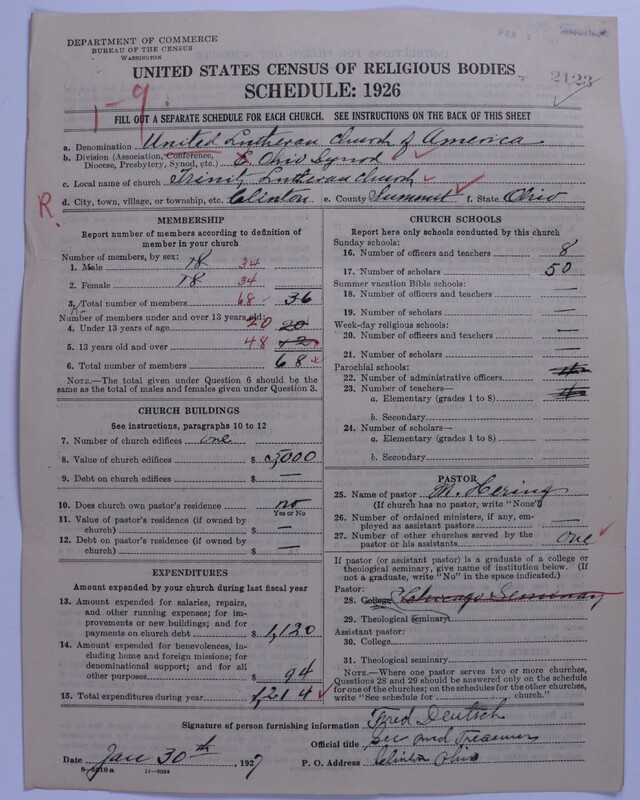 DEPARTMENT OF COMMERCE
BUREAU OF THE CENSUS
WASHINGTON
UNITED STATES CENSUS OF RELIGIOUS BODIES
SCHEDULE: 1926
2123
1-9
FILL OUT A SEPARATE SCHEDULE FOR EACH CHURCH. SEE INSTRUCTIONS ON THE BACK OF THIS SHEET
a. Denomination United Lutheran Church of America
b. Division (Association, Conference, Diocese, Presbytery, Synod, etc.) Ohio Synod
c. Local name of church Trinity Lutheran Church
R.
d. City, town, village, or township, etc. Clinton e. County Summit f. State Ohio
MEMBERSHIP
Report number of members according to definition of
member in your church
Number of members, by sex:
1. Male 18 34
2. Female 18 34
3. Total number of members 68 36
Number of members under and over 13 years old:
4. Under 13 years of age 20 20
5. 13 years old and over 48
6. Total number of members 68
NOTE.—The total given under Question 6 should be
same as the total of males and females given under Question 3.
CHURCH BUILDINGS
See instructions, paragraphs 10 to 12
7. Number of church edifices one
8. Value of church edifices $ 5000
9. Debt on church edifices $ —
10. Does church own pastor's residence no
Yes or No
11. Value of pastor's residence (if owned by
church) $ —
12. Debt on pastor's residence (if owned by
church) $ —
EXPENDITURES
Amount expended by your church during last fiscal year
13. Amount expended for salaries, repairs,
and other running expenses; for im-
provements or new buildings; and for
payments on church debt $ 1,120
14. Amount expended for benevolences, in-
cluding home and foreign missions; for
denominational support; and for all
other purposes $ 94
15. Total expenditures during year $ 1,214
CHURCH SCHOOLS
Report here only schools conducted by this church
Sunday schools:
16. Number of officers and teachers 8
17. Number of scholars 50
Summer vacation Bible schools:
18. Number of officers and teachers —
19. Number of scholars —
Week-day religious schools:
20. Number of officers and teachers —
21. Number of scholars —
Parochial schools:
22. Number of administrative officers
23. Number of teachers—
a. Elementary (grades 1 to 8)
b. Secondary
24. Number of scholars—
a. Elementary (grades 1 to 8)
b. Secondary
PASTOR
25. Name of pastor M. Hering
(If church has no pastor, write "None")
26. Number of ordained ministers, if any, em-
ployed as assistant pastors —
27. Number of other churches served by the
pastor or his assistants one
If pastor (or assistant pastor) is a graduate of a college or
theological seminary, give name of institution below. (If
not a graduate, write "No" in the space indicated.)
Pastor:
28. College Chicago Seminary
29. Theological seminary
Assistant pastor:
30. College
31. Theological seminary
NOTE.—Where one pastor serves two or more churches,
Questions 28 and 29 should be answered only on the schedule
for one of the churches; on the schedules for the other churches,
write "See schedule for church."
Signature of person furnishing information Fred Deutsch
Official title Sec and Treasurer
Date Jan 30th, 1927 P. O. Address Clinton Ohio
11-9034